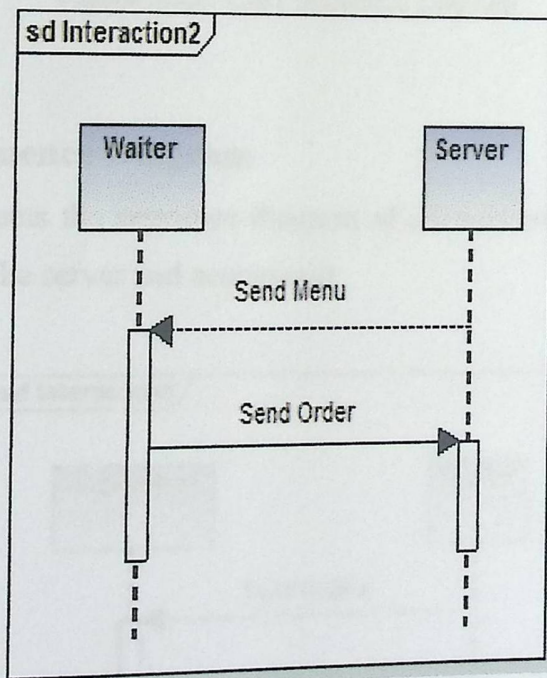 sd Interaction2
Waiter
Server
Send Menu
Send Order